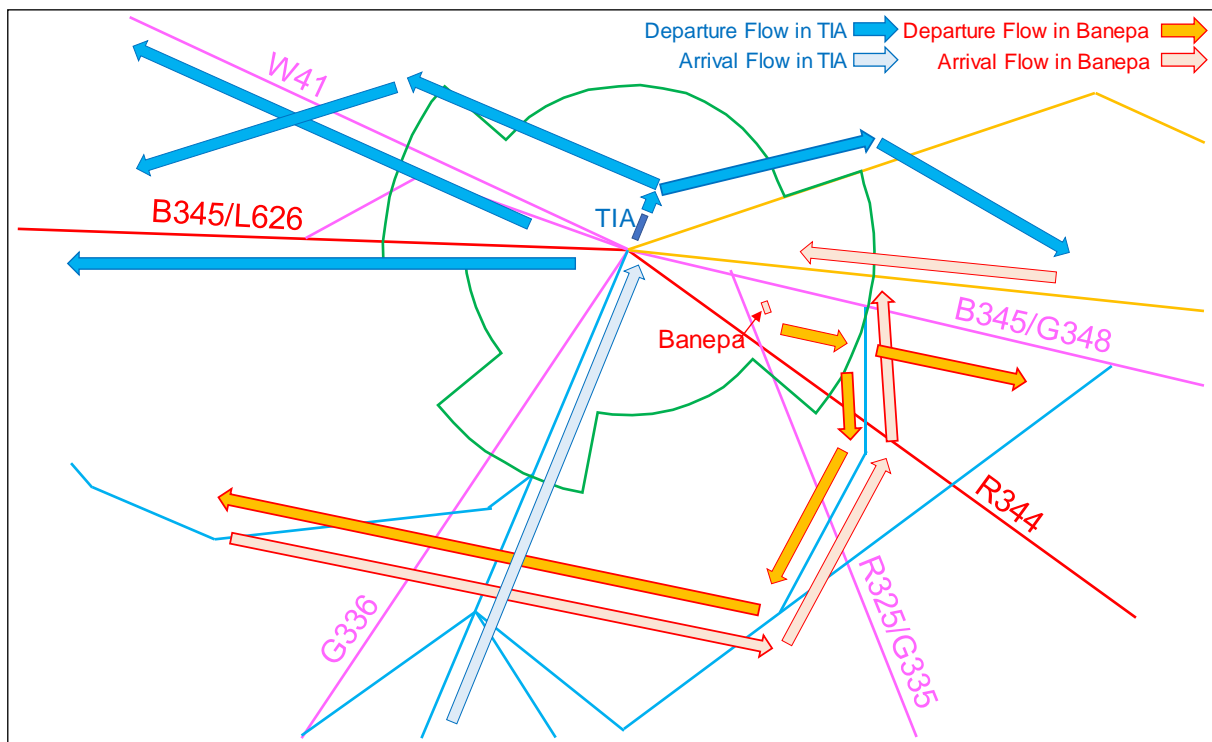 Departure Flow in TIA
Departure Flow in Banepa
Arrival Flow in TIA
Arrival Flow in Banepa
W41
B345/L626
TIA
B345/G348
Banepa
R344
G336
R325/G335